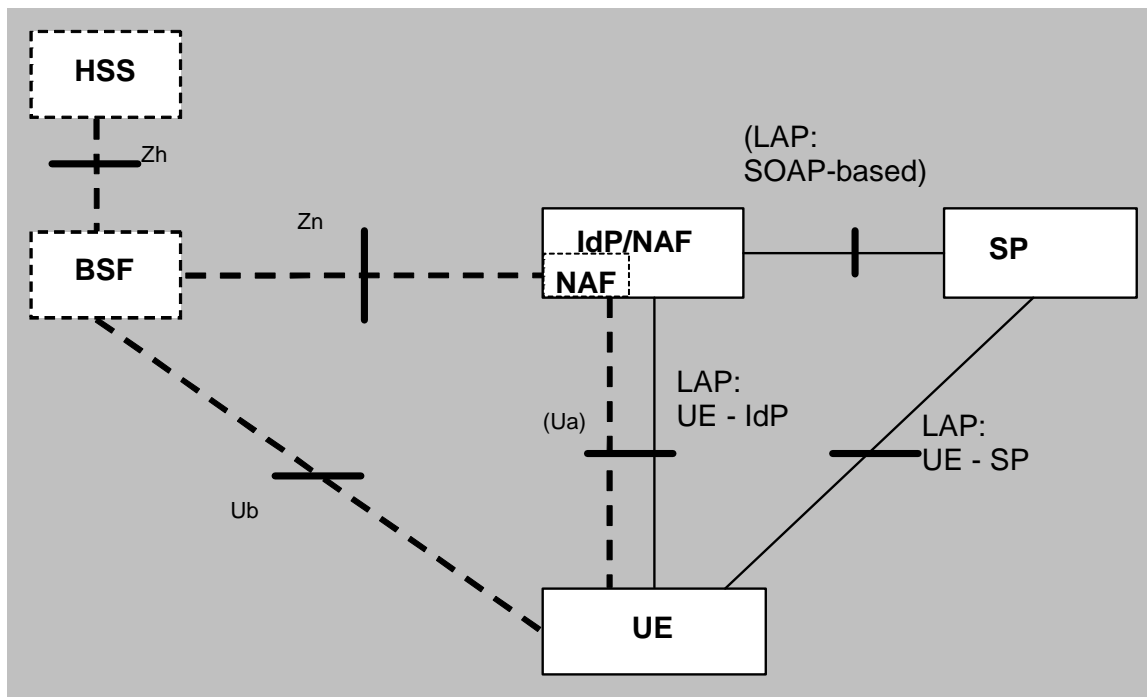 HSS
Zh
(LAP:
SOAP-based)
Zn
BSF
IdP/NAF
NAF
SP
LAP:
UE - IdP
(Ua)
LAP:
UE - SP
Ub
UE